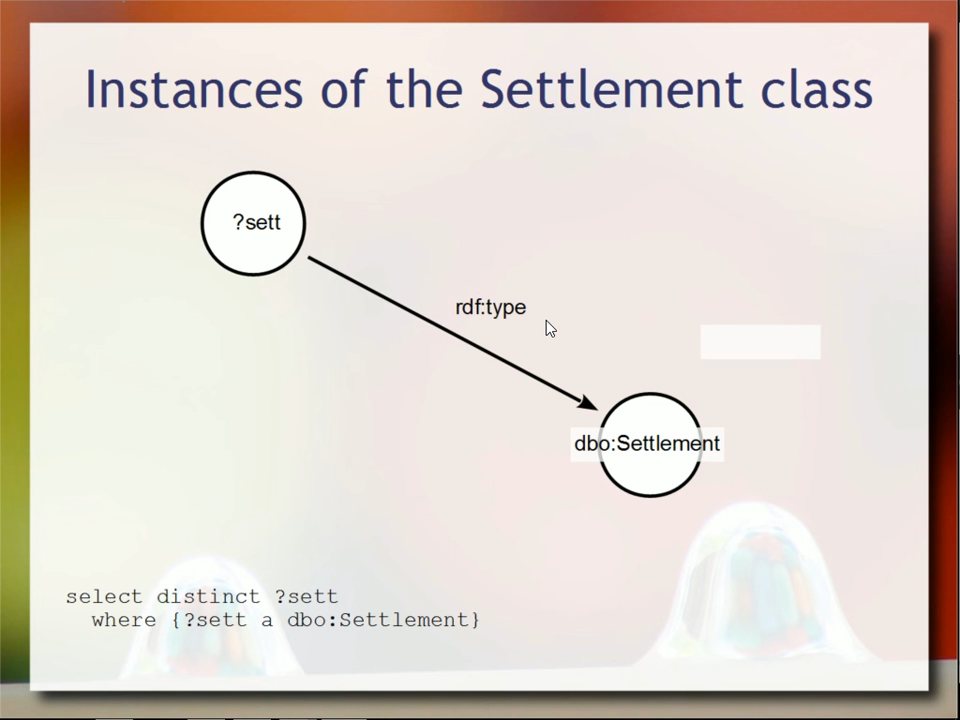 Instances of the Settlement class
?sett
rdf:type
dbo:Settlement
select distinct ?sett
where {?sett a dbo:Settlement}